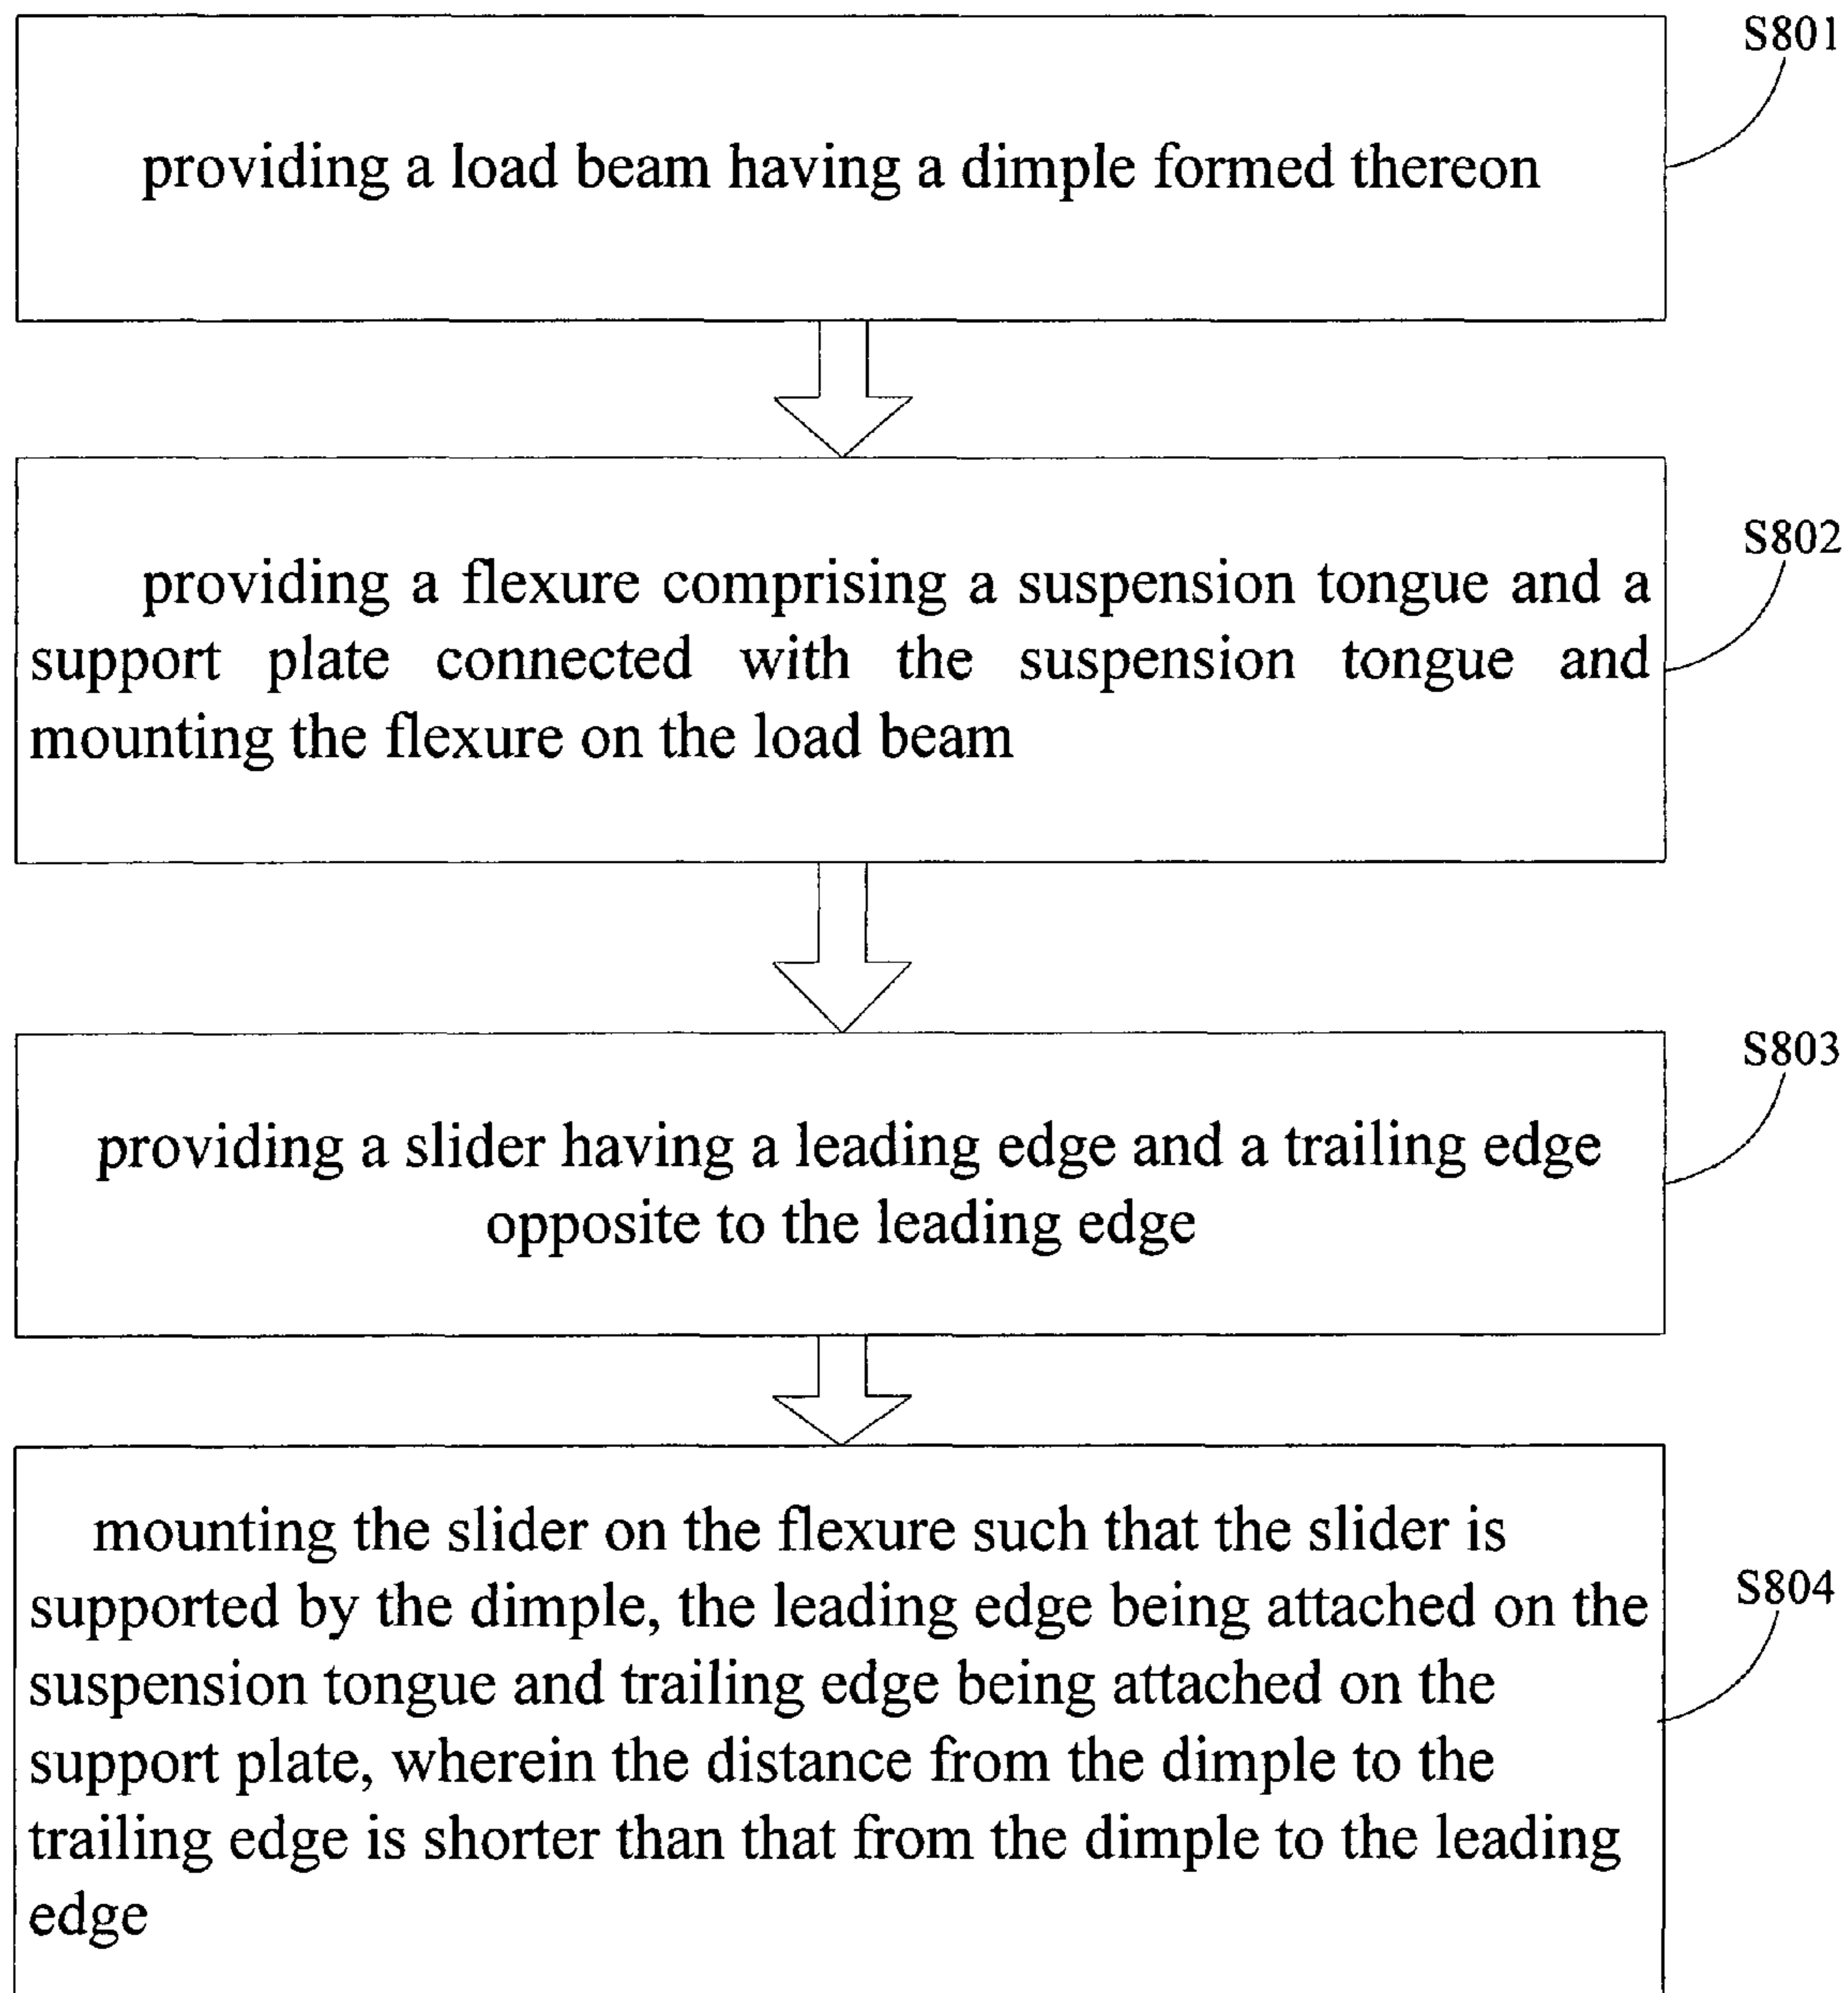 S801
providing a load beam having a dimple formed thereon
S802
providing a flexure comprising a suspension tongue and a
support plate connected with the suspension tongue and
mounting the flexure on the load beam
S803
providing a slider having a leading edge and a trailing edge
opposite to the leading edge
mounting the slider on the flexure such that the slider is
S804
supported by the dimple, the leading edge being attached on the
suspension tongue and trailing edge being attached on the
support plate, wherein the distance from the dimple to the
trailing edge is shorter than that from the dimple to the leading
edge